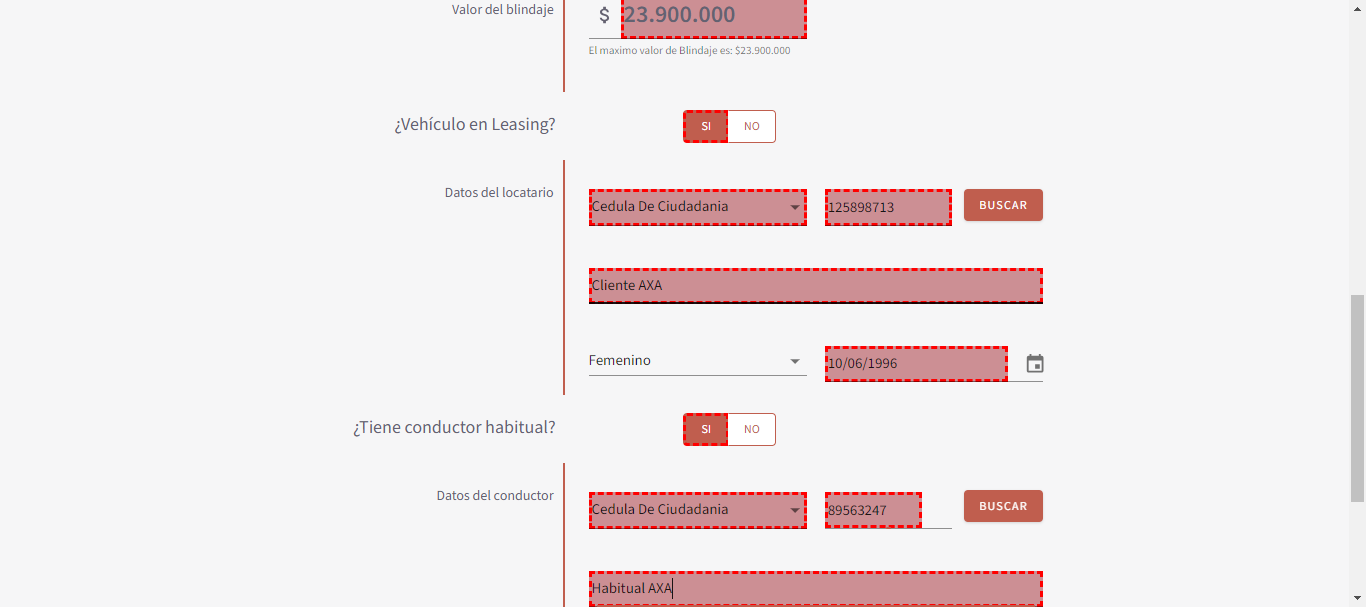 Valor del blindaje
$ 23.900.000
El maximo valor de Blindaje es: $23.900.000
¿Vehículo en Leasing?
SI NO
Datos del locatario
Cedula De Ciudadania 125898713 BUSCAR
Cliente AXA
Femenino 10/06/1996
¿Tiene conductor habitual?
SI NO
Datos del conductor
Cedula De Ciudadania 89563247 BUSCAR
Habitual AXA